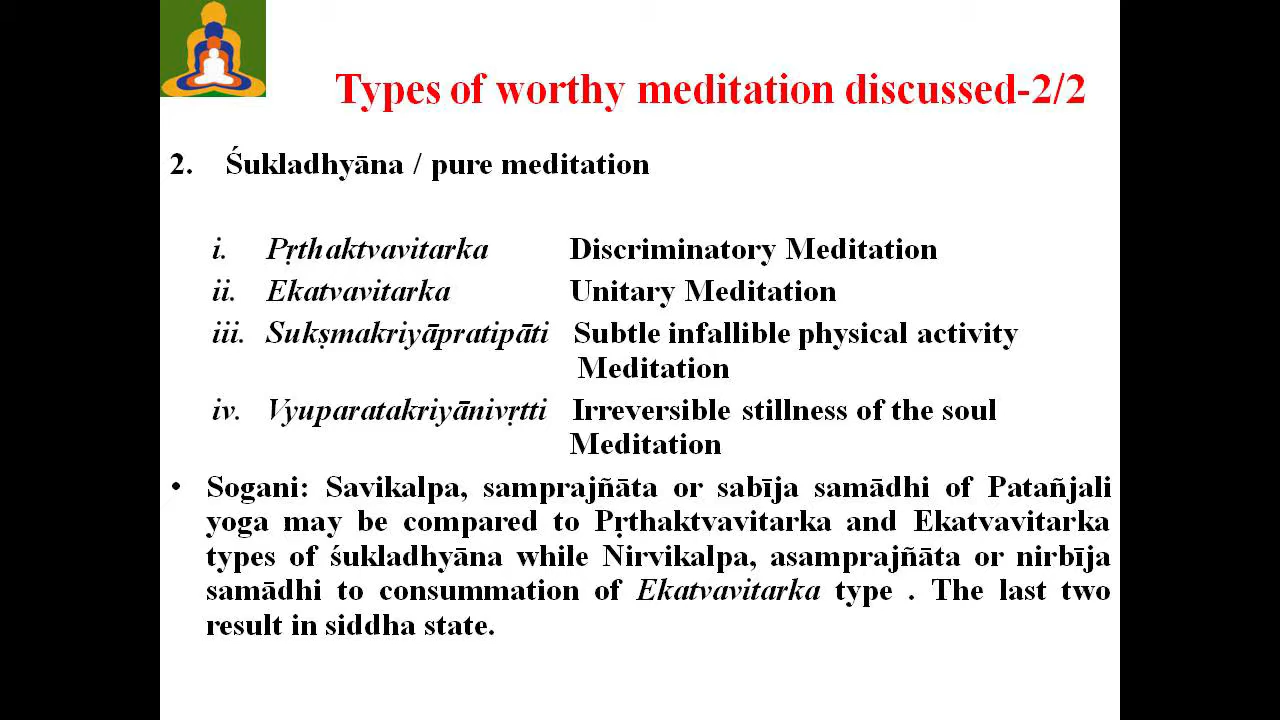 Types of worthy meditation discussed-2/2
2. Śukladhyāna / pure meditation
i. Pṛthaktvavitarka Discriminatory Meditation
ii. Ekatvavitarka Unitary Meditation
iii. Sukṣmakriyāpratipāti Subtle infallible physical activity
Meditation
iv. Vyuparatakriyānivṛtti Irreversible stillness of the soul
Meditation
• Sogani: Savikalpa, samprajñāta or sabīja samādhi of Patañjali
yoga may be compared to Pṛthaktvavitarka and Ekatvavitarka
types of śukladhyāna while Nirvikalpa, asamprajñāta or nirbīja
samādhi to consummation of Ekatvavitarka type . The last two
result in siddha state.